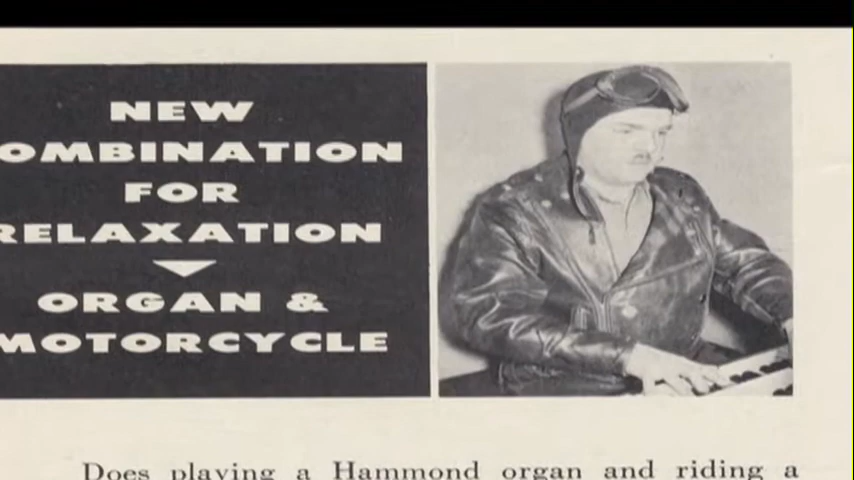 NEW
OMBINATION
FOR
RELAXATION
ORGAN &
MOTORCYCLE
Does playing a Hammond organ and riding a